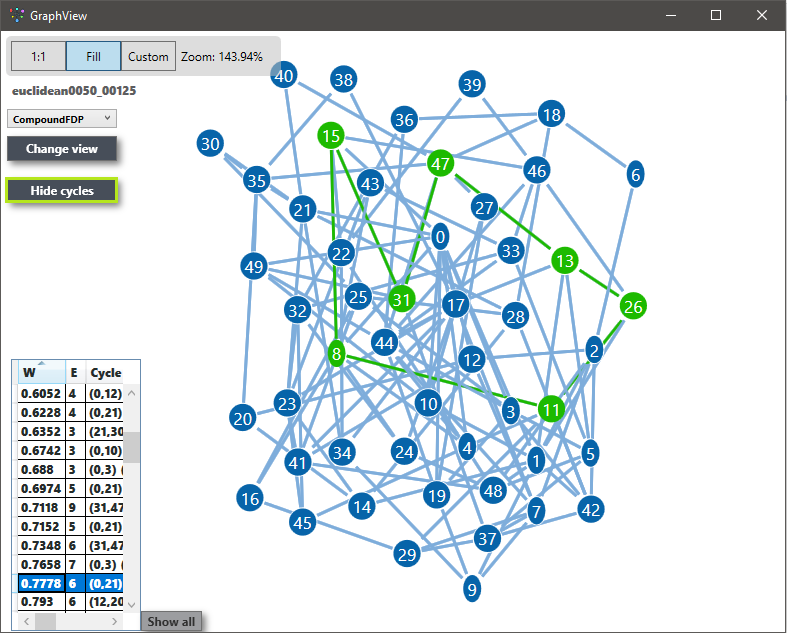 GraphView
1:1 Fill Custom Zoom: 143.94%
euclidean0050_00125
CompoundFDP
Change view
Hide cycles
40
38
39
36
18
15
30
47
46
6
35
43
21
27
0
33
22
13
49
25
31
17
26
32
28
44
2
8
12
23
10
3
11
20
4
34
24
5
41
1
19
48
16
14
42
45
7
37
29
9
W E Cycle
0.6052 4 (0,12)
0.6228 4 (0,21)
0.6352 3 (21,30
0.6742 3 (0,10)
0.688 3 (0,3) (
0.6974 5 (0,21)
0.7118 9 (31,47
0.7152 5 (0,21)
0.7348 6 (31,47
0.7658 7 (0,3) (
0.7778 6 (0,21)
0.793 6 (12,20
Show all